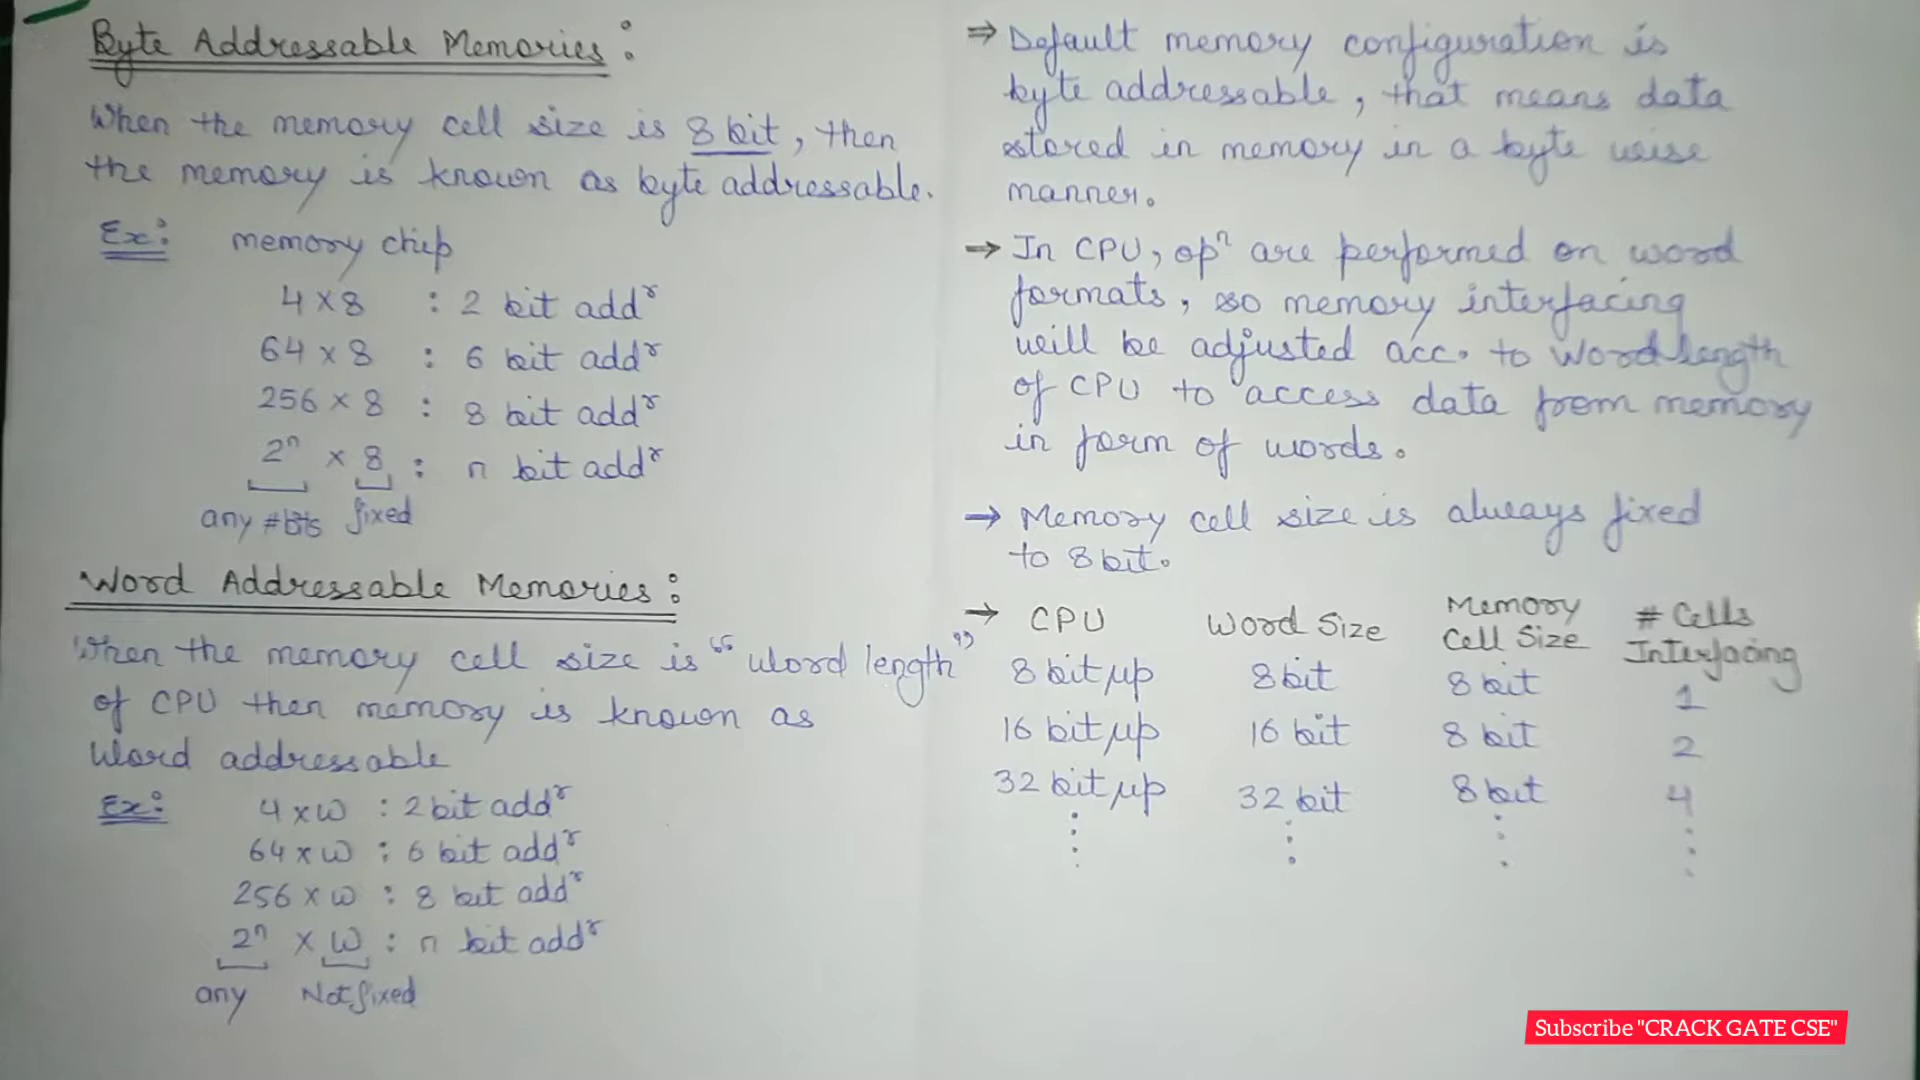 Byte Addressable Memories:
When the memory cell size is 8 bit, then
the memory is known as byte addressable.
Ex: memory chip
4 x 8 : 2 bit addʳ
64 x 8 : 6 bit addʳ
256 x 8 : 8 bit addʳ
2ⁿ x 8 : n bit addʳ
any #bits fixed
Word Addressable Memories:
When the memory cell size is "word length"
of CPU then memory is known as
Word addressable
Ex: 4 x W : 2 bit addʳ
64 x W : 6 bit addʳ
256 x W : 8 bit addʳ
2ⁿ x W : n bit addʳ
any Not fixed
⇒ Default memory configuration is
byte addressable, that means data
stored in memory in a byte wise
manner.
→ In CPU, opⁿ are performed on word
formats, so memory interfacing
will be adjusted acc. to Word length
of CPU to access data from memory
in form of words.
→ Memory cell size is always fixed
to 8 bit.
→ CPU Word Size Memory Cell Size # Cells Interfacing
8 bit μp 8 bit 8 bit 1
16 bit μp 16 bit 8 bit 2
32 bit μp 32 bit 8 bit 4
Subscribe "CRACK GATE CSE"